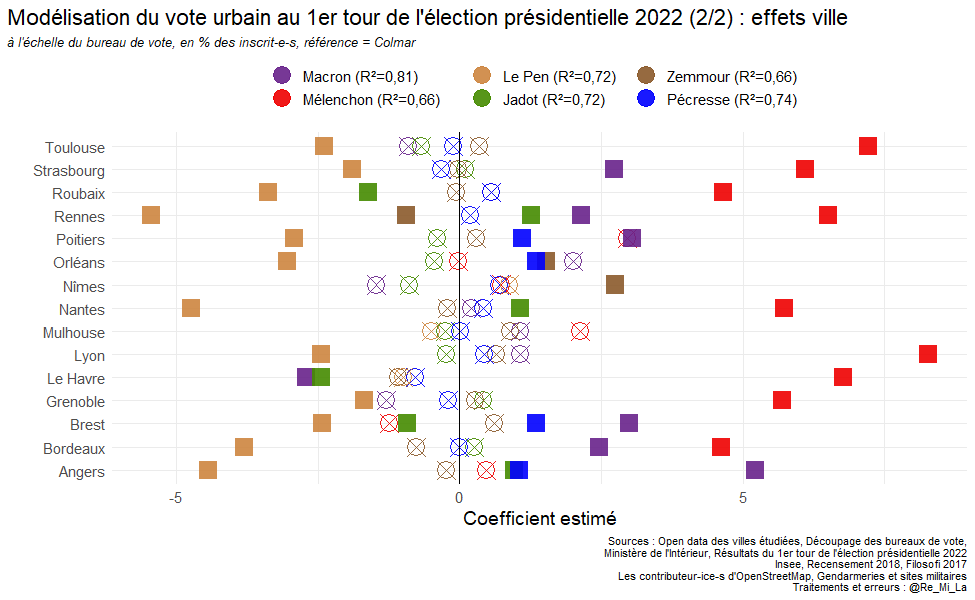 Modélisation du vote urbain au 1er tour de l'élection présidentielle 2022 (2/2) : effets ville
à l'échelle du bureau de vote, en % des inscrit-e-s, référence = Colmar
Macron (R²=0,81)
Le Pen (R²=0,72)
Zemmour (R²=0,66)
Mélenchon (R²=0,66)
Jadot (R²=0,72)
Pécresse (R²=0,74)
Toulouse
Strasbourg
Roubaix
Rennes
Poitiers
Orléans
Nîmes
Nantes
Mulhouse
Lyon
Le Havre
Grenoble
Brest
Bordeaux
Angers
-5
0
5
Coefficient estimé
Sources : Open data des villes étudiées, Découpage des bureaux de vote,
Ministère de l'Intérieur, Résultats du 1er tour de l'élection présidentielle 2022
Insee, Recensement 2018, Filosofi 2017
Les contributeur-ice-s d'OpenStreetMap, Gendarmeries et sites militaires
Traitements et erreurs : @Re_Mi_La